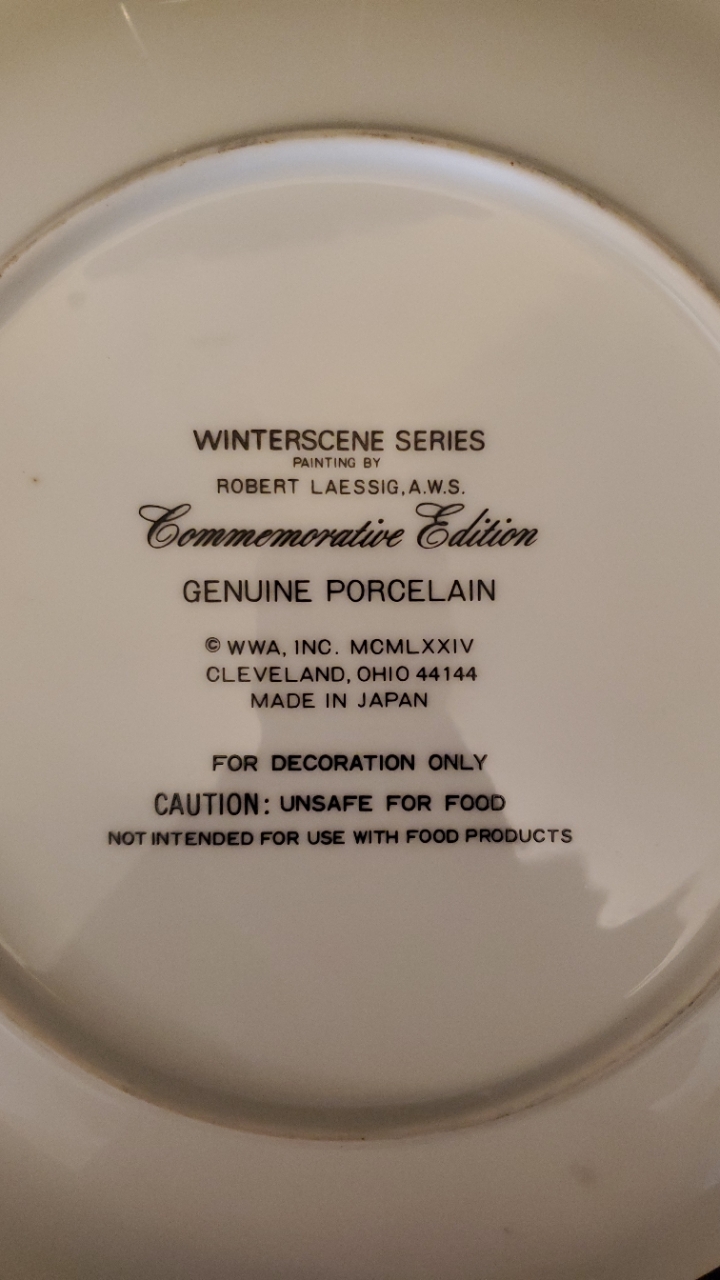 WINTERSCENE SERIES
PAINTING BY
ROBERT LAESSIG, A.W.S.
Commemorative Edition
GENUINE PORCELAIN
© WWA, INC. MCMLXXIV
CLEVELAND, OHIO 44144
MADE IN JAPAN
FOR DECORATION ONLY
CAUTION: UNSAFE FOR FOOD
NOT INTENDED FOR USE WITH FOOD PRODUCTS